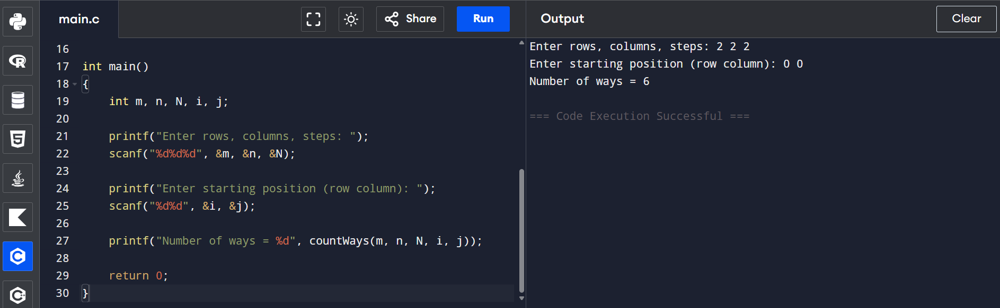 main.c
Share
Run
Output
Clear
16
17 int main()
18 {
19     int m, n, N, i, j;
20
21     printf("Enter rows, columns, steps: ");
22     scanf("%d%d%d", &m, &n, &N);
23
24     printf("Enter starting position (row column): ");
25     scanf("%d%d", &i, &j);
26
27     printf("Number of ways = %d", countWays(m, n, N, i, j));
28
29     return 0;
30 }
Enter rows, columns, steps: 2 2 2
Enter starting position (row column): 0 0
Number of ways = 6
=== Code Execution Successful ===